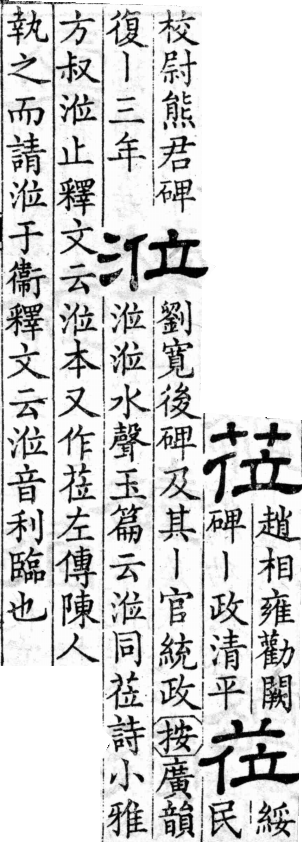 莅
趙相雍勸闕
碑丨政清平
莅
綏
民
校尉熊君碑
復丨三年
涖
劉寬後碑及其丨官統政按廣韻
涖涖水聲玉篇云涖同莅詩小雅
方叔涖止釋文云涖本又作莅左傳陳人
執之而請涖于衞釋文云涖音利臨也